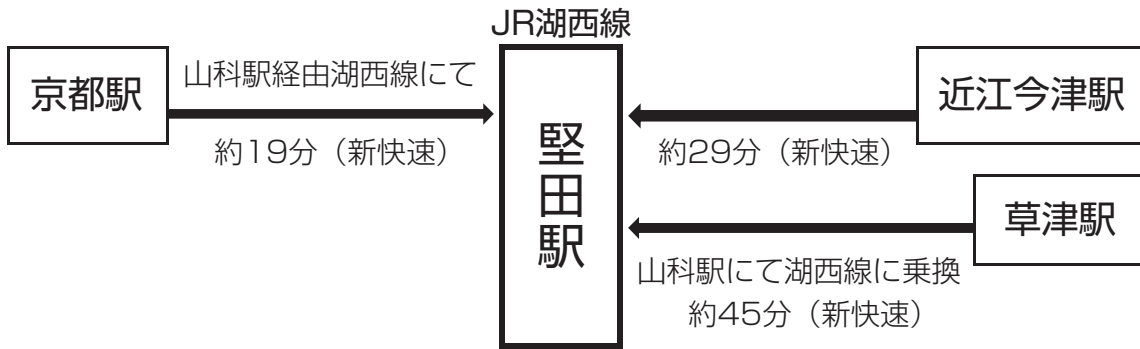 JR湖西線
京都駅
山科駅経由湖西線にて
約19分（新快速）
堅田駅
近江今津駅
約29分（新快速）
草津駅
山科駅にて湖西線に乗換
約45分（新快速）